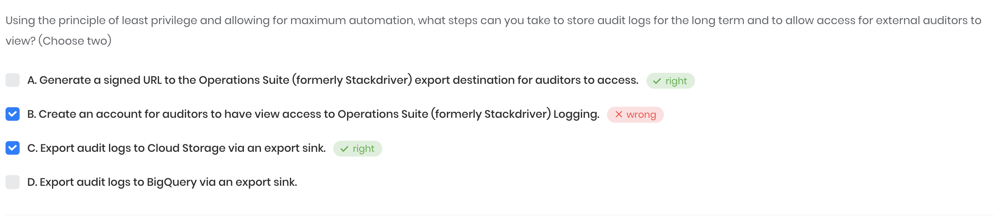 Using the principle of least privilege and allowing for maximum automation, what steps can you take to store audit logs for the long term and to allow access for external auditors to
view? (Choose two)
A. Generate a signed URL to the Operations Suite (formerly Stackdriver) export destination for auditors to access. right
B. Create an account for auditors to have view access to Operations Suite (formerly Stackdriver) Logging. wrong
C. Export audit logs to Cloud Storage via an export sink. right
D. Export audit logs to BigQuery via an export sink.